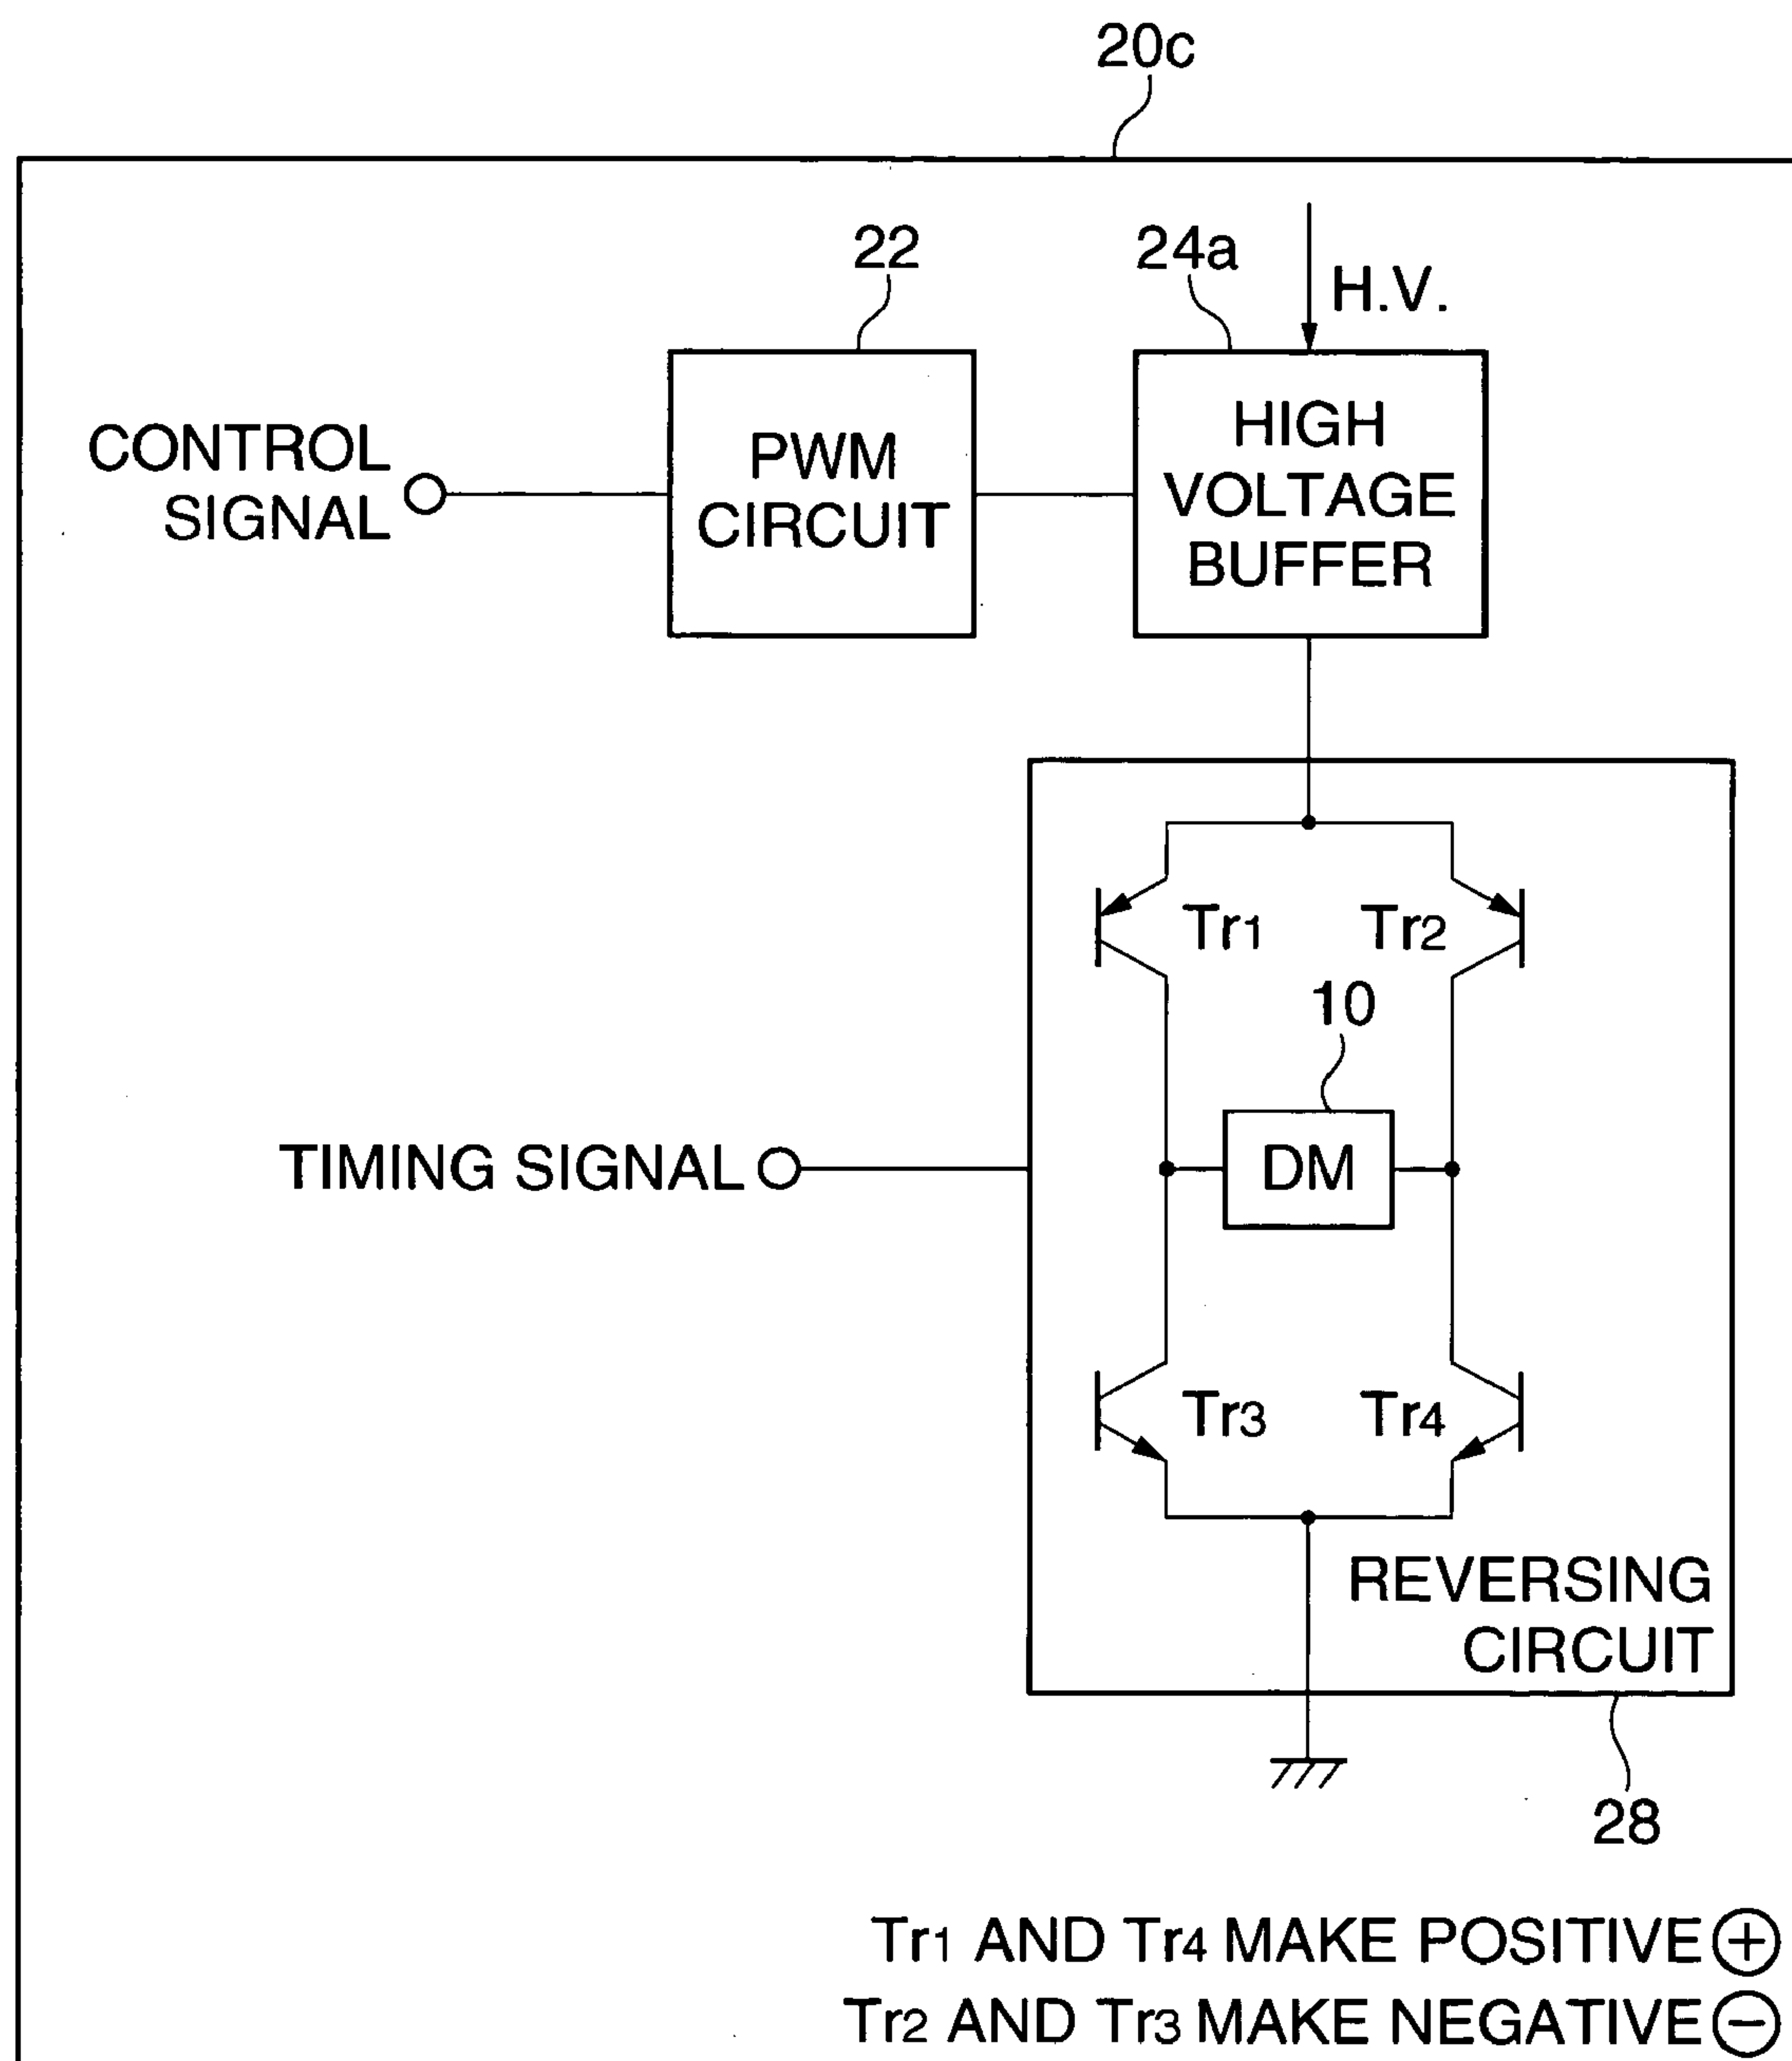 20c
22
24a
H.V.
CONTROL
SIGNAL
PWM
CIRCUIT
HIGH
VOLTAGE
BUFFER
Tr1 Tr2
10
TIMING SIGNAL
DM
Tr3 Tr4
REVERSING
CIRCUIT
28
Tr1 AND Tr4 MAKE POSITIVE +
Tr2 AND Tr3 MAKE NEGATIVE −